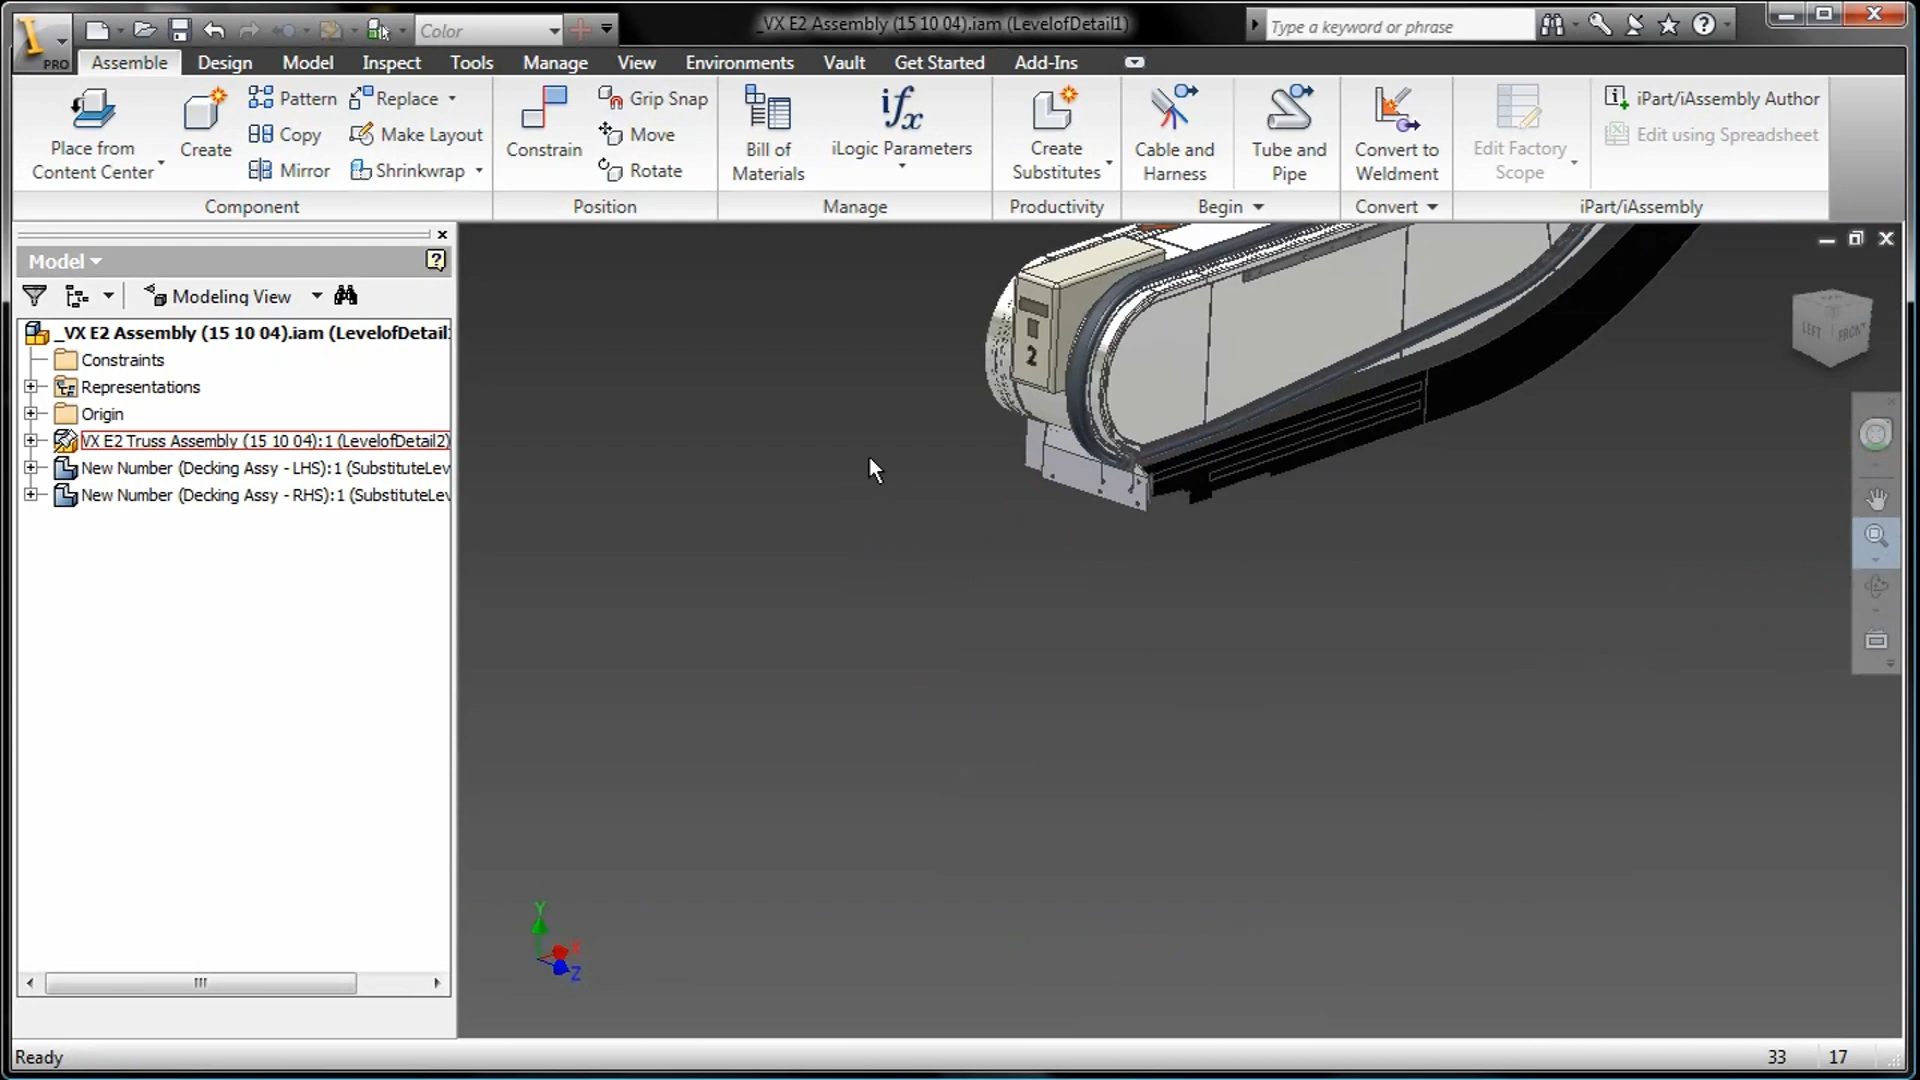 PRO
Color
_VX E2 Assembly (15 10 04).iam (LevelofDetail1)
Type a keyword or phrase
Assemble
Design
Model
Inspect
Tools
Manage
View
Environments
Vault
Get Started
Add-Ins
Place from
Content Center
Create
Pattern
Copy
Mirror
Replace
Make Layout
Shrinkwrap
Constrain
Grip Snap
Move
Rotate
Bill of
Materials
iLogic Parameters
Create
Substitutes
Cable and
Harness
Tube and
Pipe
Convert to
Weldment
Edit Factory
Scope
iPart/iAssembly Author
Edit using Spreadsheet
Component
Position
Manage
Productivity
Begin
Convert
iPart/iAssembly
Model
Modeling View
_VX E2 Assembly (15 10 04).iam (LevelofDetail
Constraints
Representations
Origin
VX E2 Truss Assembly (15 10 04):1 (LevelofDetail2)
New Number (Decking Assy - LHS):1 (SubstituteLev
New Number (Decking Assy - RHS):1 (SubstituteLev
2
LEFT
FRONT
Y
X
Z
Ready
33
17